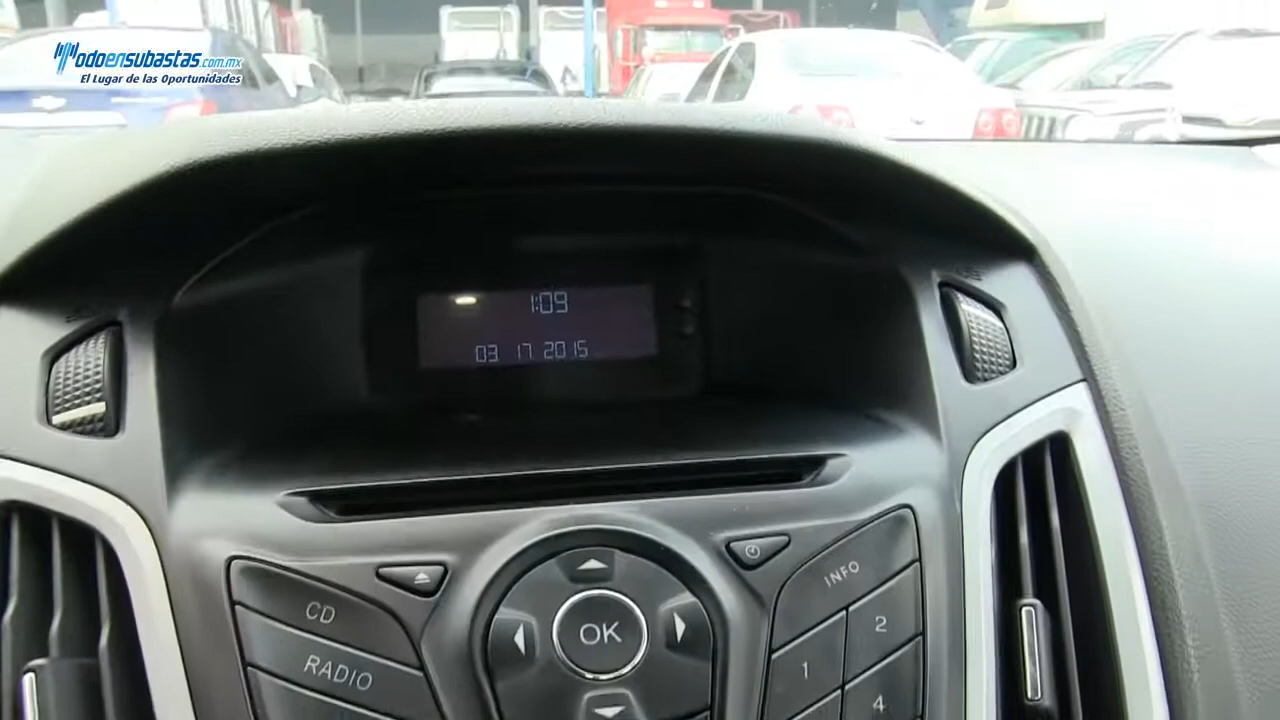 Modoensubastas.com.mx
El Lugar de las Oportunidades
1:09
03 17 2015
CD
RADIO
OK
INFO
1
2
4